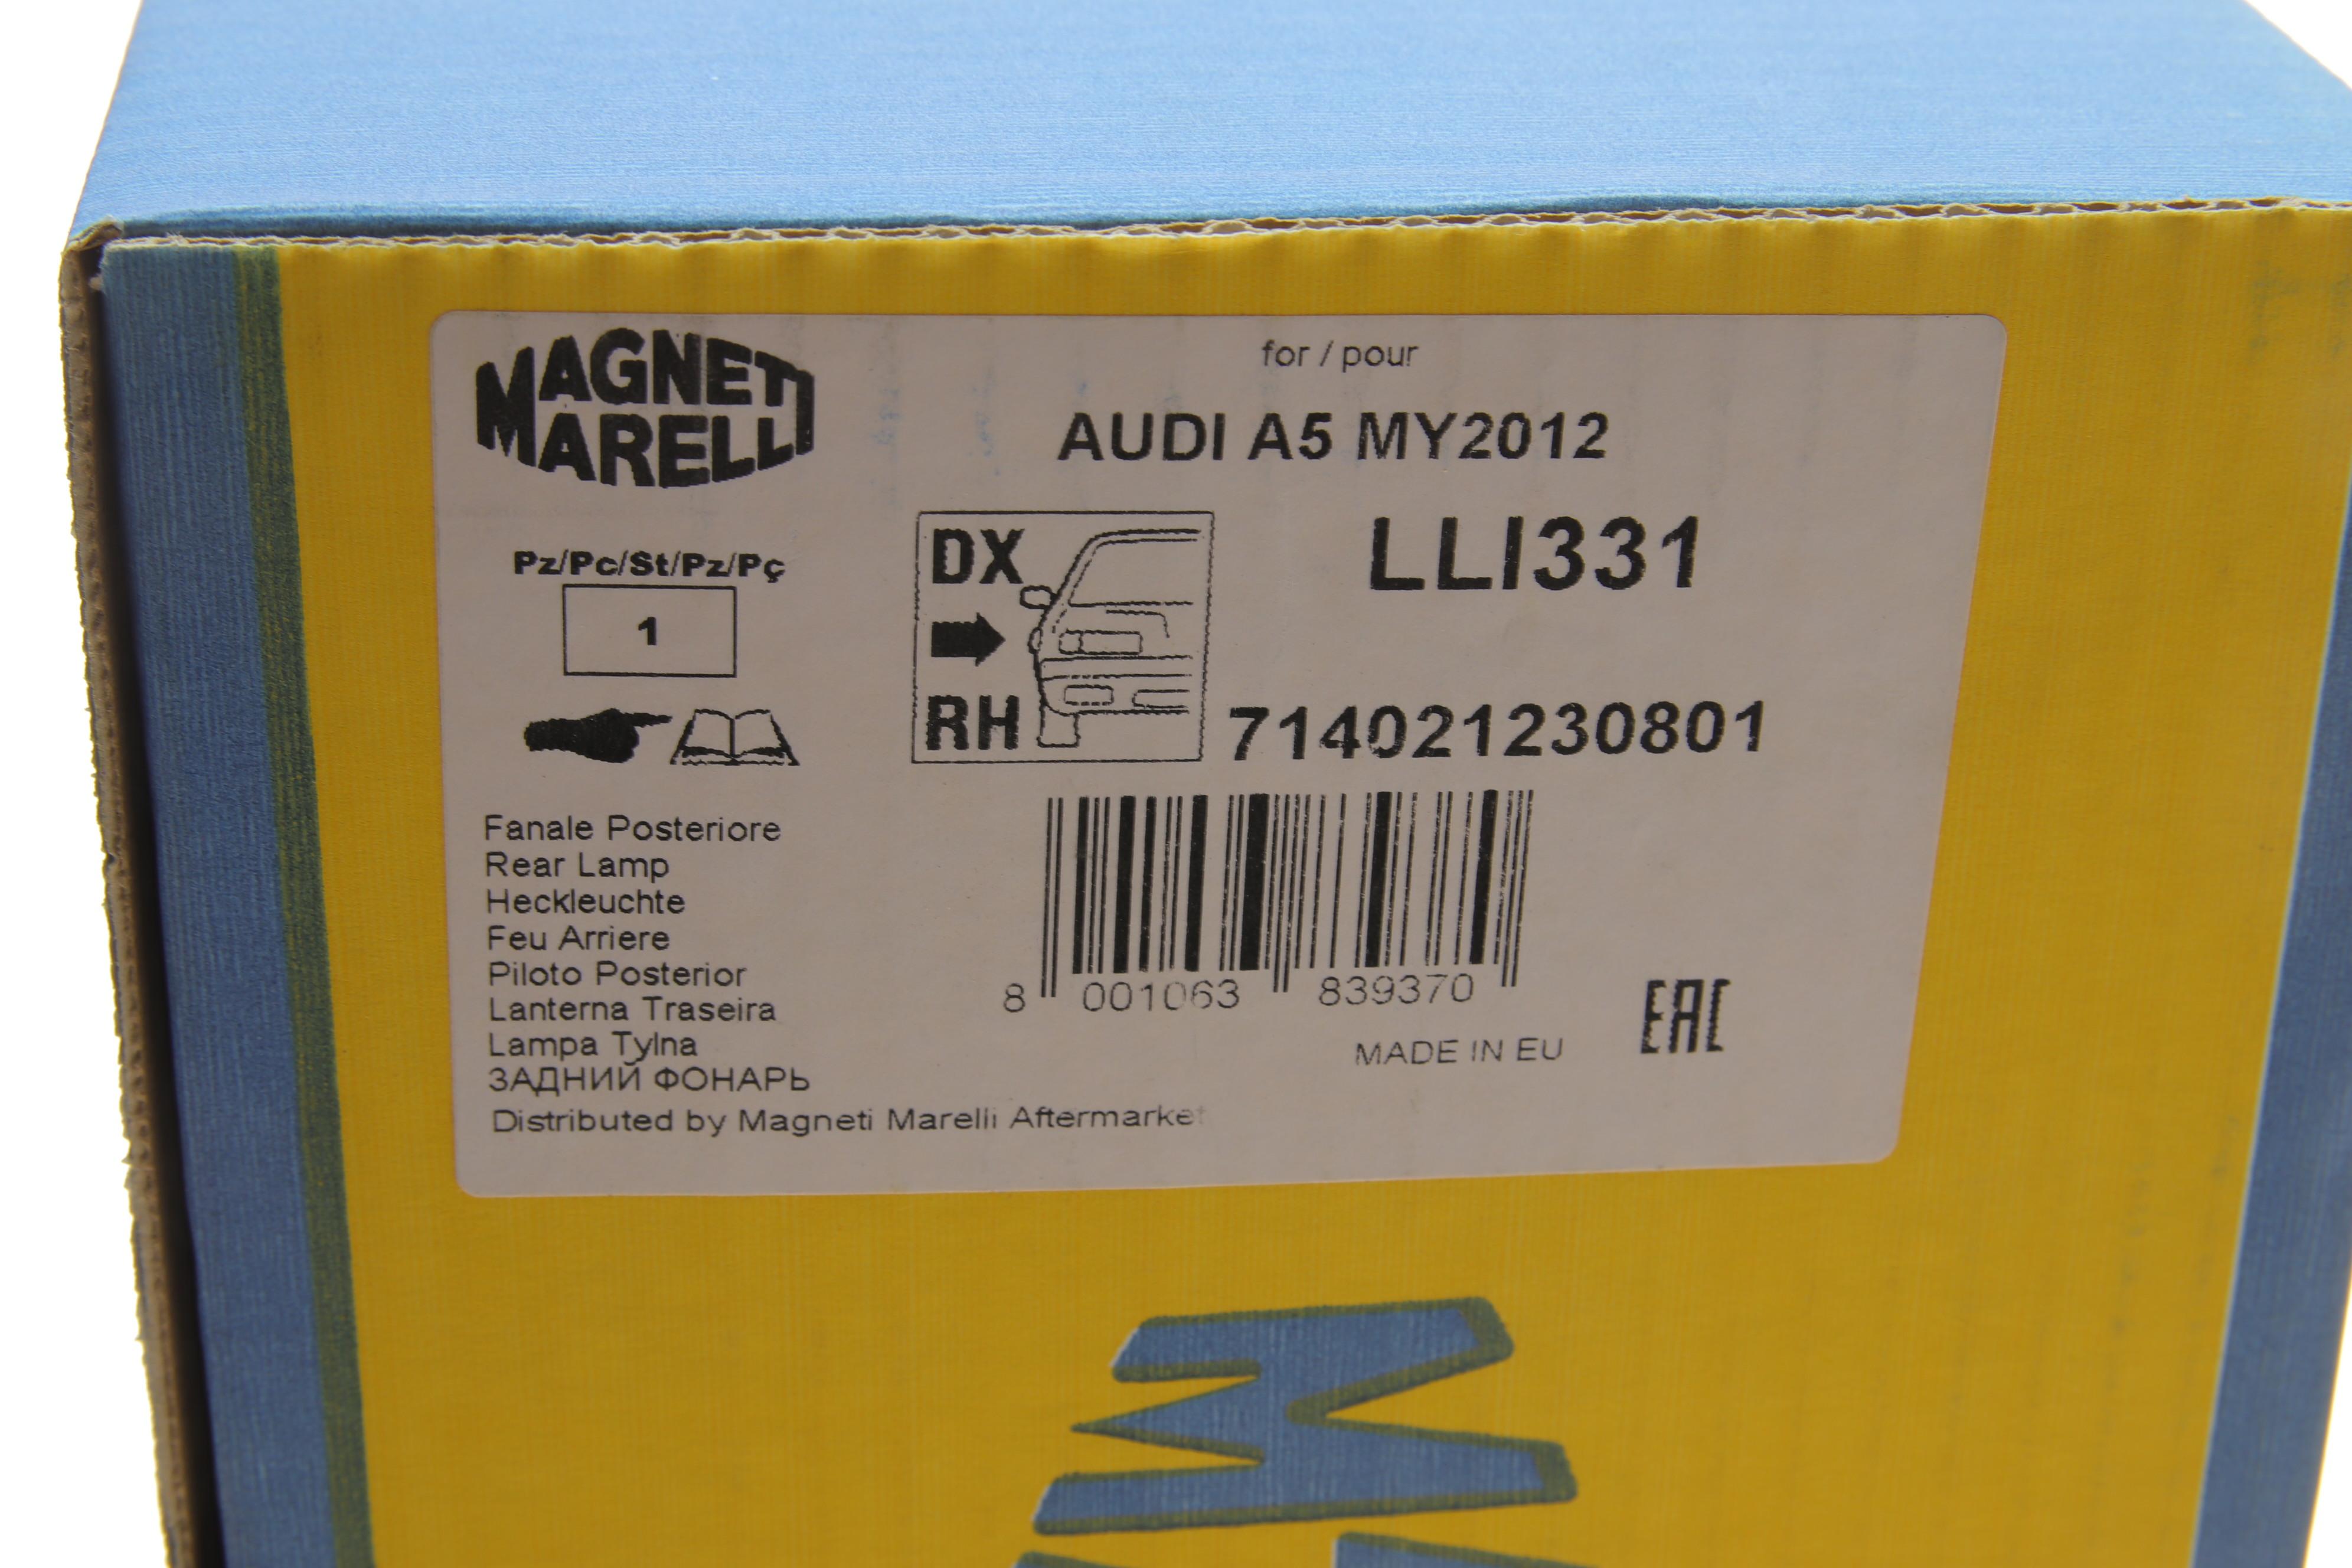 MAGNETI
MARELLI
for / pour
AUDI A5 MY2012
Pz/Pc/St/Pz/Pç
1
DX
RH
LLI331
714021230801
Fanale Posteriore
Rear Lamp
Heckleuchte
Feu Arriere
Piloto Posterior
Lanterna Traseira
Lampa Tylna
ЗАДНИЙ ФОНАРЬ
Distributed by Magneti Marelli Aftermarket
8 001063 839370
MADE IN EU
EAC
M